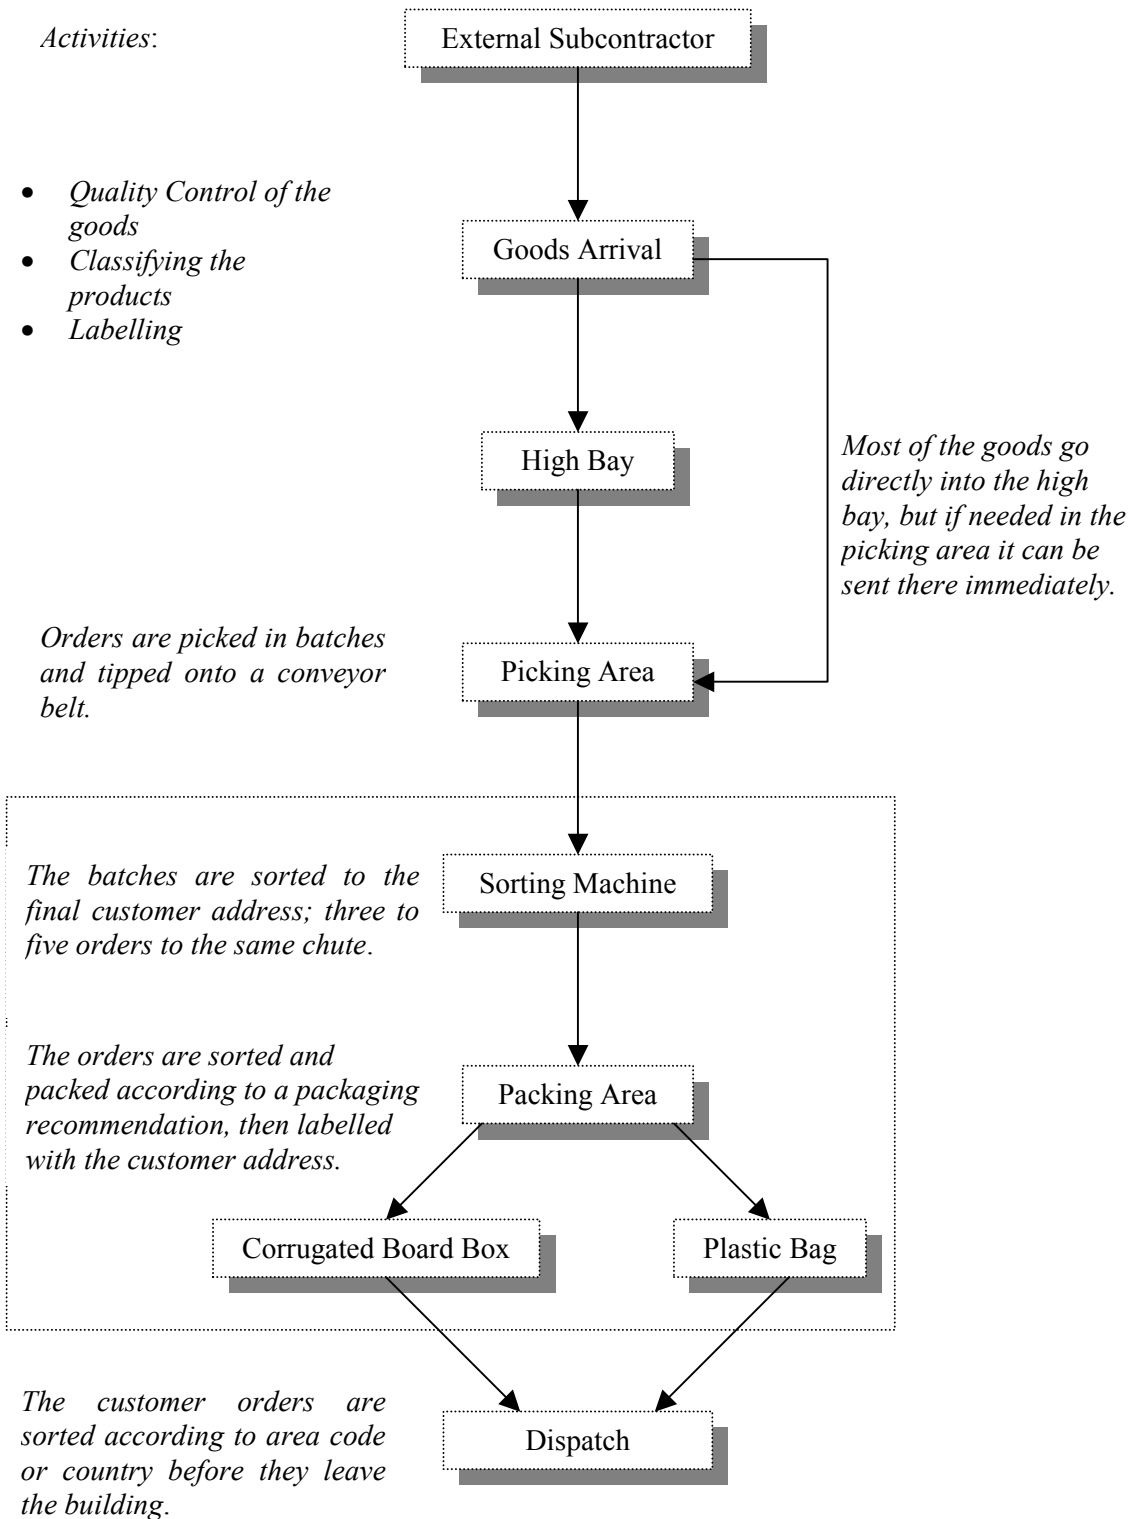 Activities:
External Subcontractor
• Quality Control of the
goods
• Classifying the
products
• Labelling
Goods Arrival
High Bay
Most of the goods go
directly into the high
bay, but if needed in the
picking area it can be
sent there immediately.
Orders are picked in batches
and tipped onto a conveyor
belt.
Picking Area
The batches are sorted to the
final customer address; three to
five orders to the same chute.
Sorting Machine
The orders are sorted and
packed according to a packaging
recommendation, then labelled
with the customer address.
Packing Area
Corrugated Board Box
Plastic Bag
The customer orders are
sorted according to area code
or country before they leave
the building.
Dispatch